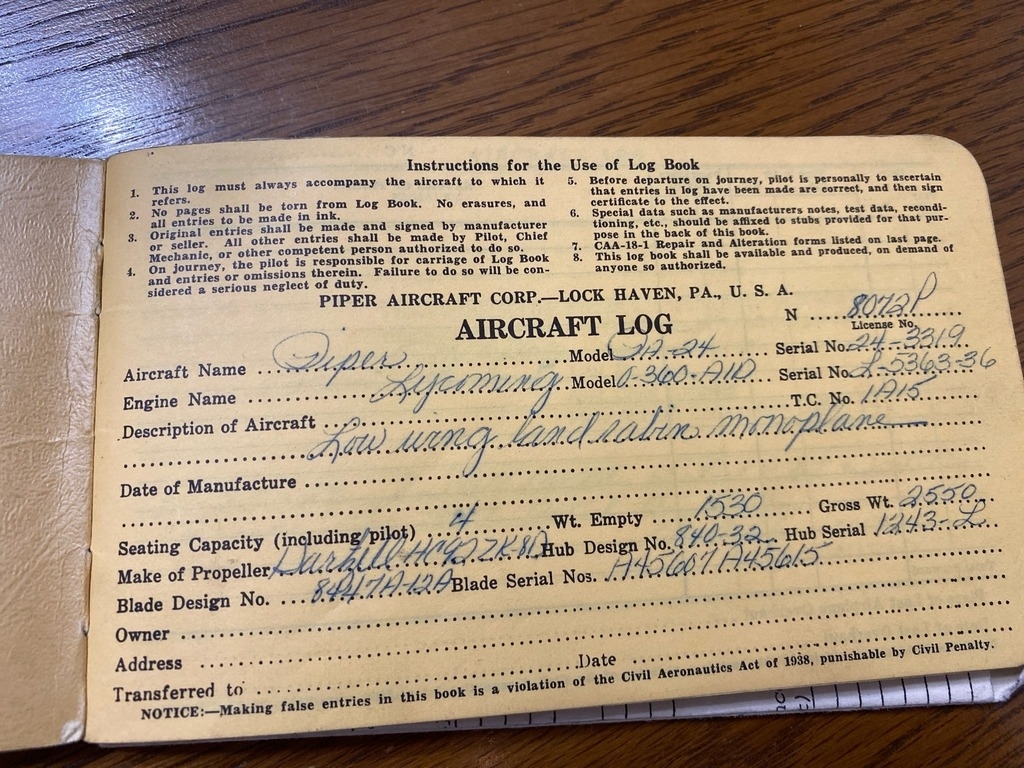 Instructions for the Use of Log Book
1. This log must always accompany the aircraft to which it
refers.
2. No pages shall be torn from Log Book. No erasures, and
all entries to be made in ink.
3. Original entries shall be made and signed by manufacturer
or seller. All other entries shall be made by Pilot, Chief
Mechanic, or other competent person authorized to do so.
4. On journey, the pilot is responsible for carriage of Log Book
and entries or omissions therein. Failure to do so will be con-
sidered a serious neglect of duty.
5. Before departure on journey, pilot is personally to ascertain
that entries in log have been made are correct, and then sign
certificate to the effect.
6. Special data such as manufacturers notes, test data, recondi-
tioning, etc., should be affixed to stubs provided for that pur-
pose in the back of this book.
7. CAA-18-1 Repair and Alteration forms listed on last page.
8. This log book shall be available and produced, on demand of
anyone so authorized.
PIPER AIRCRAFT CORP.—LOCK HAVEN, PA., U. S. A.
AIRCRAFT LOG
N 8072P
License No.
Aircraft Name Piper Model PA-24 Serial No. 24-3319
Engine Name Lycoming Model O-360-A1D Serial No. L-5363-36
Description of Aircraft T.C. No. 1A15
Low wing land cabin monoplane
Date of Manufacture
Seating Capacity (including pilot) 4 Wt. Empty 1530 Gross Wt. 2550
Make of Propeller Hartzell HC92ZK-8D Hub Design No. 840-32 Hub Serial 1243-L
Blade Design No. 8447A-12A Blade Serial Nos. A45607 A45615
Owner
Address
Transferred to Date
NOTICE:—Making false entries in this book is a violation of the Civil Aeronautics Act of 1938, punishable by Civil Penalty.